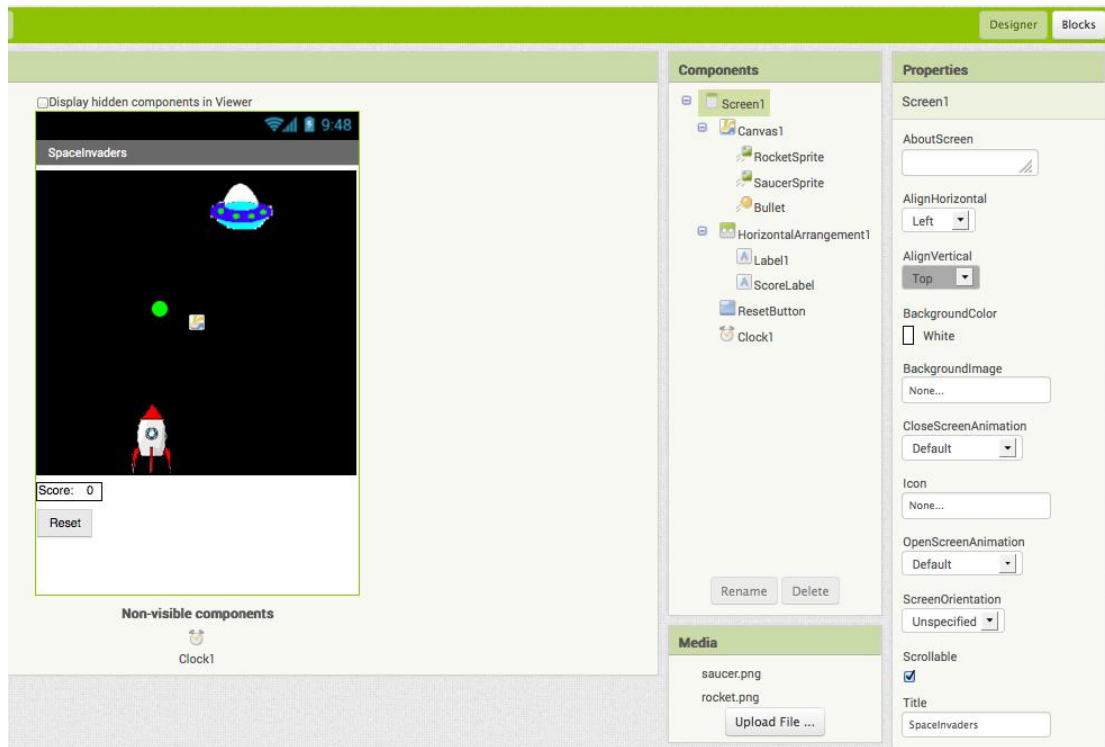 Designer
Blocks
Display hidden components in Viewer
9:48
SpaceInvaders
Score: 0
Reset
Non-visible components
Clock1
Components
Screen1
Canvas1
RocketSprite
SaucerSprite
Bullet
HorizontalArrangement1
A Label1
A ScoreLabel
ResetButton
Clock1
Rename Delete
Media
saucer.png
rocket.png
Upload File ...
Properties
Screen1
AboutScreen
AlignHorizontal
Left
AlignVertical
Top
BackgroundColor
White
BackgroundImage
None...
CloseScreenAnimation
Default
Icon
None...
OpenScreenAnimation
Default
ScreenOrientation
Unspecified
Scrollable
Title
SpaceInvaders